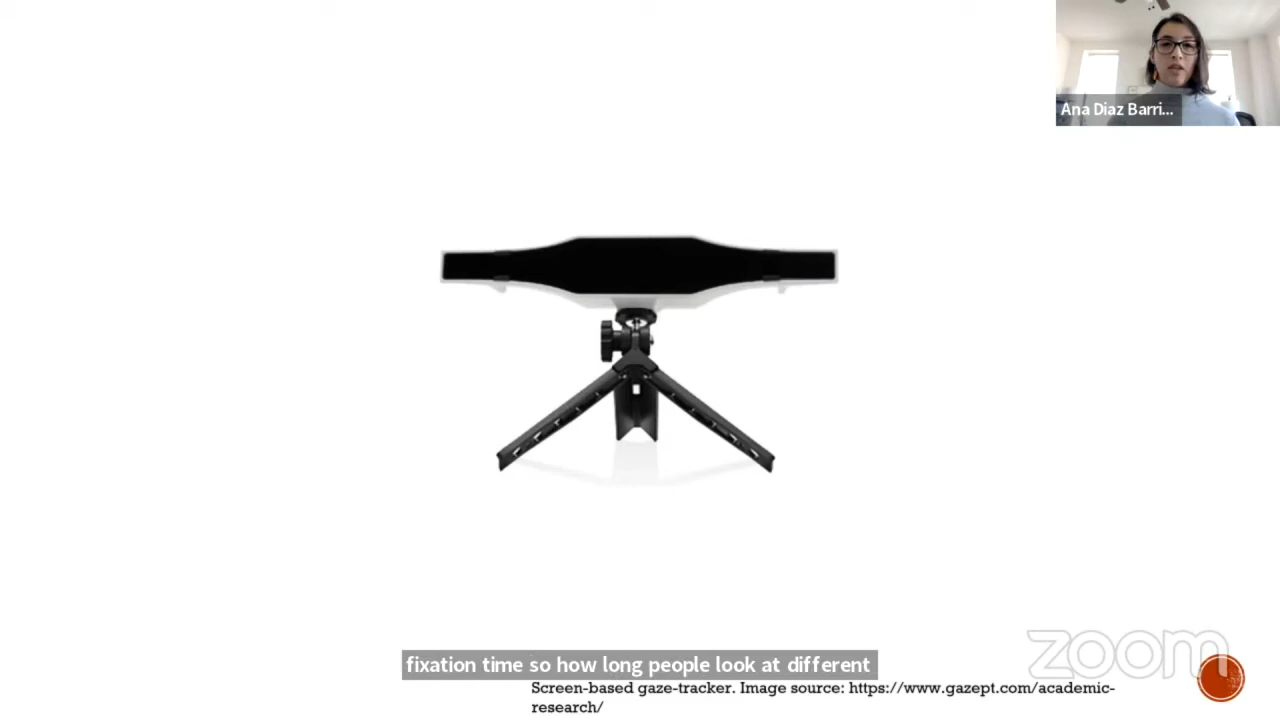 Ana Diaz Barri...
fixation time so how long people look at different
Screen-based gaze-tracker. Image source: https://www.gazept.com/academic-
research/
zoom